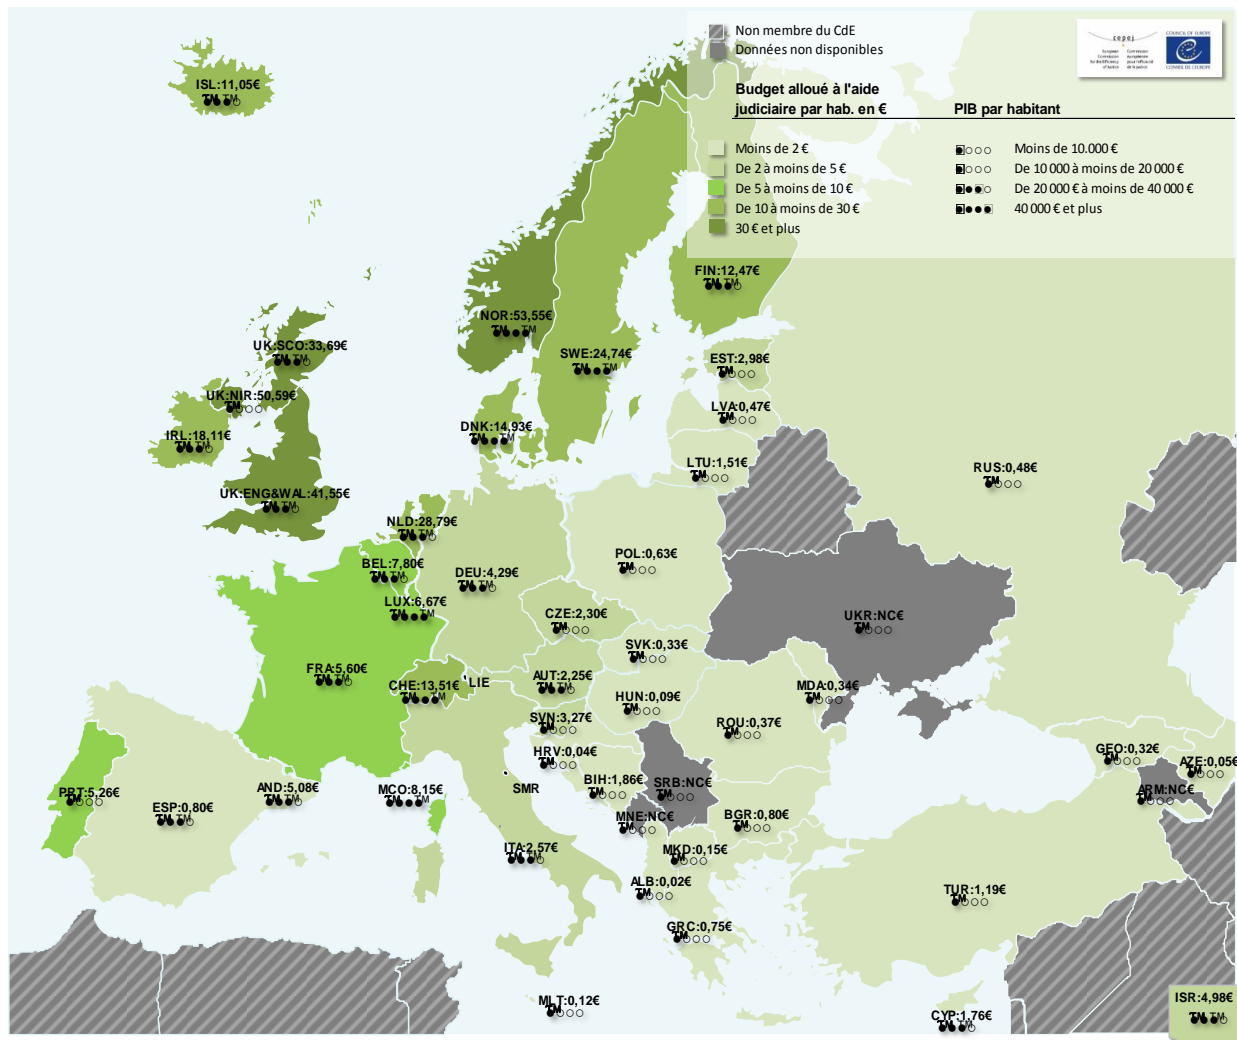 Non membre du CdE
Données non disponibles
cepej
COUNCIL OF EUROPE
CONSEIL DE L'EUROPE
Budget alloué à l'aide
judiciaire par hab. en €
PIB par habitant
Moins de 2 €
Moins de 10.000 €
De 2 à moins de 5 €
De 10 000 à moins de 20 000 €
De 5 à moins de 10 €
De 20 000 € à moins de 40 000 €
De 10 à moins de 30 €
40 000 € et plus
30 € et plus
ISL:11,05€
FIN:12,47€
NOR:53,55€
UK:SCO:33,69€
SWE:24,74€
EST:2,98€
UK:NIR:50,59€
LVA:0,47€
IRL:18,11€
DNK:14,93€
LTU:1,51€
RUS:0,48€
UK:ENG&WAL:41,55€
NLD:28,79€
POL:0,63€
BEL:7,80€
DEU:4,29€
LUX:6,67€
CZE:2,30€
UKR:NC€
SVK:0,33€
FRA:5,60€
CHE:13,51€
LIE
AUT:2,25€
MDA:0,34€
HUN:0,09€
SVN:3,27€
ROU:0,37€
HRV:0,04€
GEO:0,32€
AZE:0,05€
PRT:5,26€
AND:5,08€
MCO:8,15€
SMR
BIH:1,86€
SRB:NC€
ARM:NC€
ESP:0,80€
MNE:NC€
BGR:0,80€
ITA:2,57€
MKD:0,15€
ALB:0,02€
TUR:1,19€
GRC:0,75€
MLT:0,12€
CYP:1,76€
ISR:4,98€